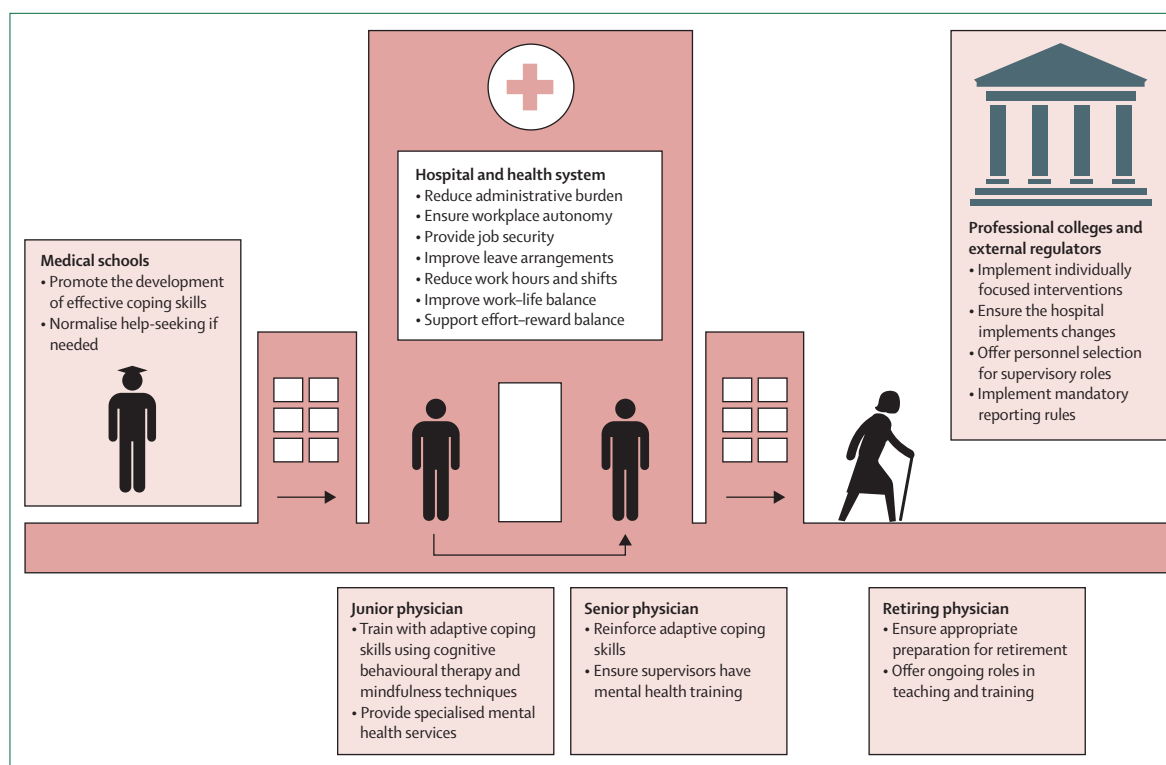 Medical schools
• Promote the development
of effective coping skills
• Normalise help-seeking if
needed
Hospital and health system
• Reduce administrative burden
• Ensure workplace autonomy
• Provide job security
• Improve leave arrangements
• Reduce work hours and shifts
• Improve work–life balance
• Support effort–reward balance
Professional colleges and
external regulators
• Implement individually
focused interventions
• Ensure the hospital
implements changes
• Offer personnel selection
for supervisory roles
• Implement mandatory
reporting rules
Junior physician
• Train with adaptive coping
skills using cognitive
behavioural therapy and
mindfulness techniques
• Provide specialised mental
health services
Senior physician
• Reinforce adaptive coping
skills
• Ensure supervisors have
mental health training
Retiring physician
• Ensure appropriate
preparation for retirement
• Offer ongoing roles in
teaching and training